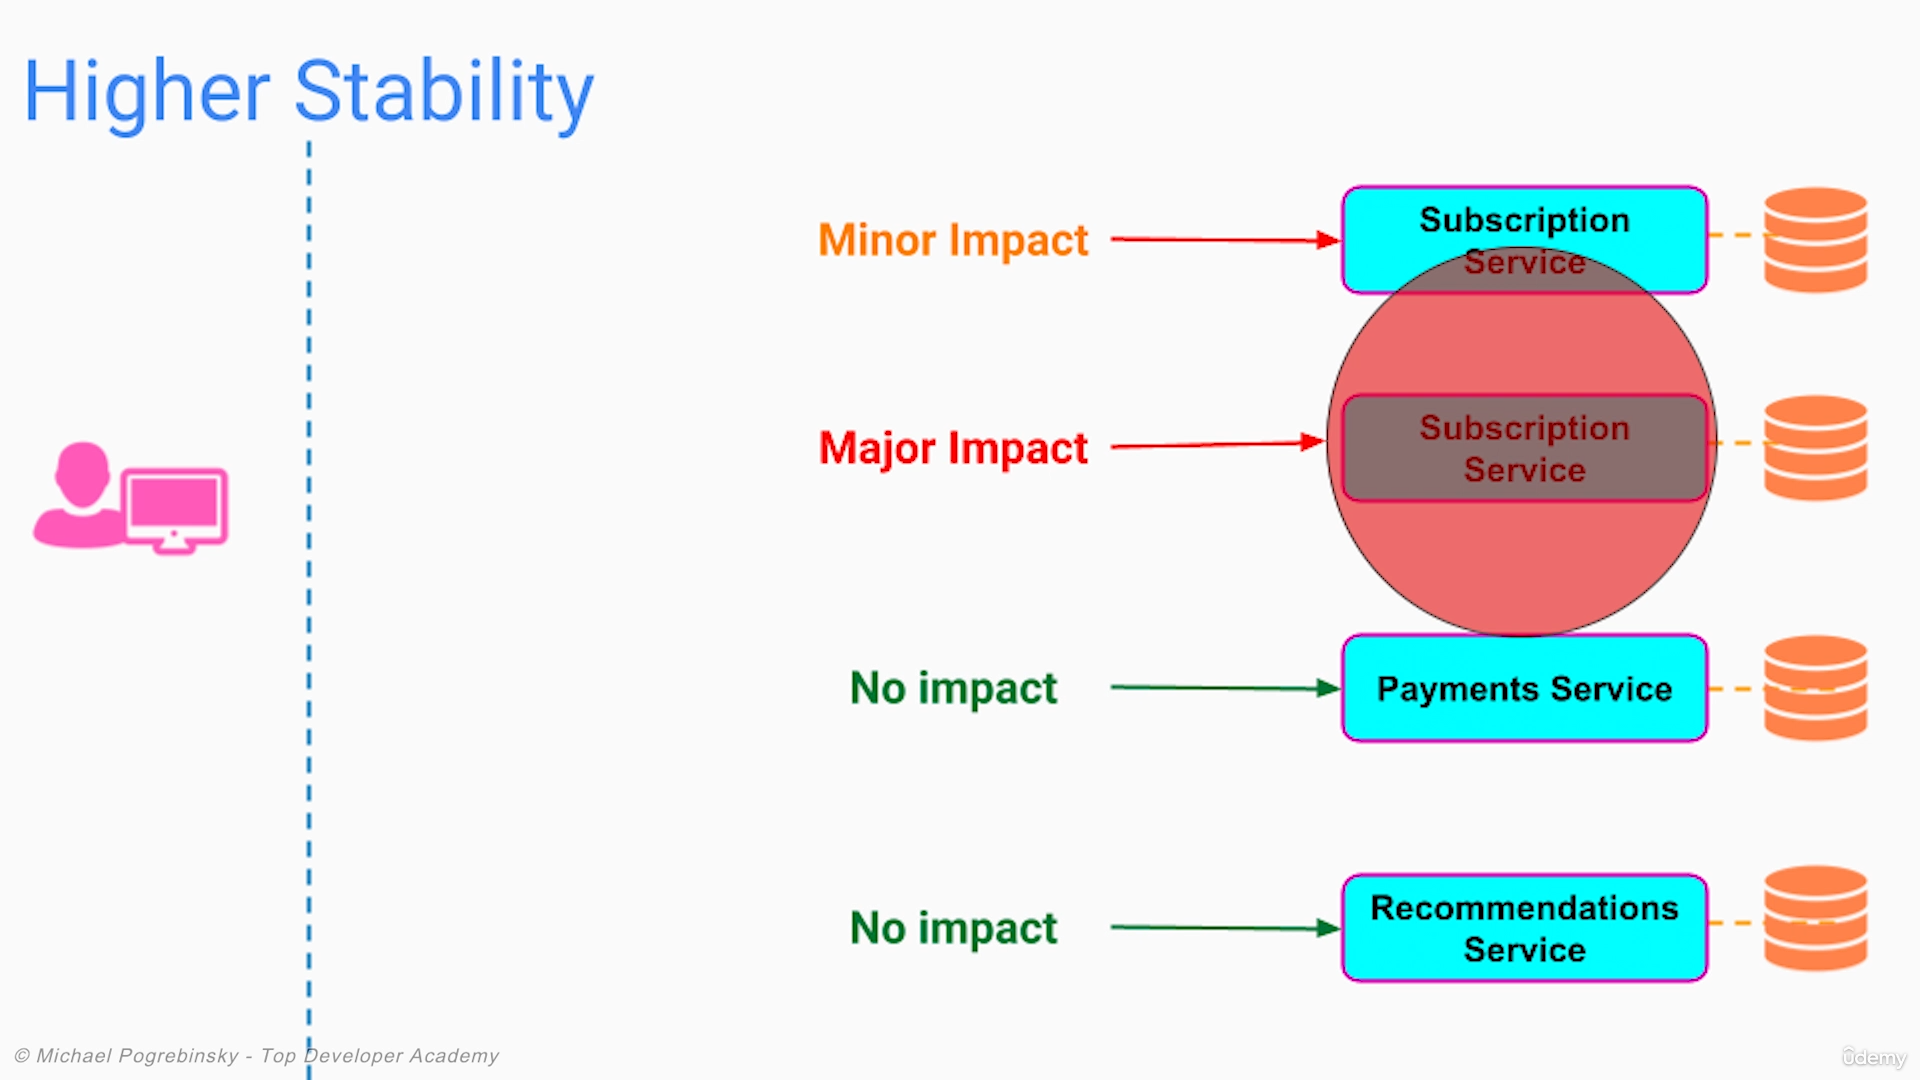 Higher Stability
Minor Impact
Subscription
Service
Major Impact
Subscription
Service
No impact
Payments Service
No impact
Recommendations
Service
© Michael Pogrebinsky - Top Developer Academy
ûdemy